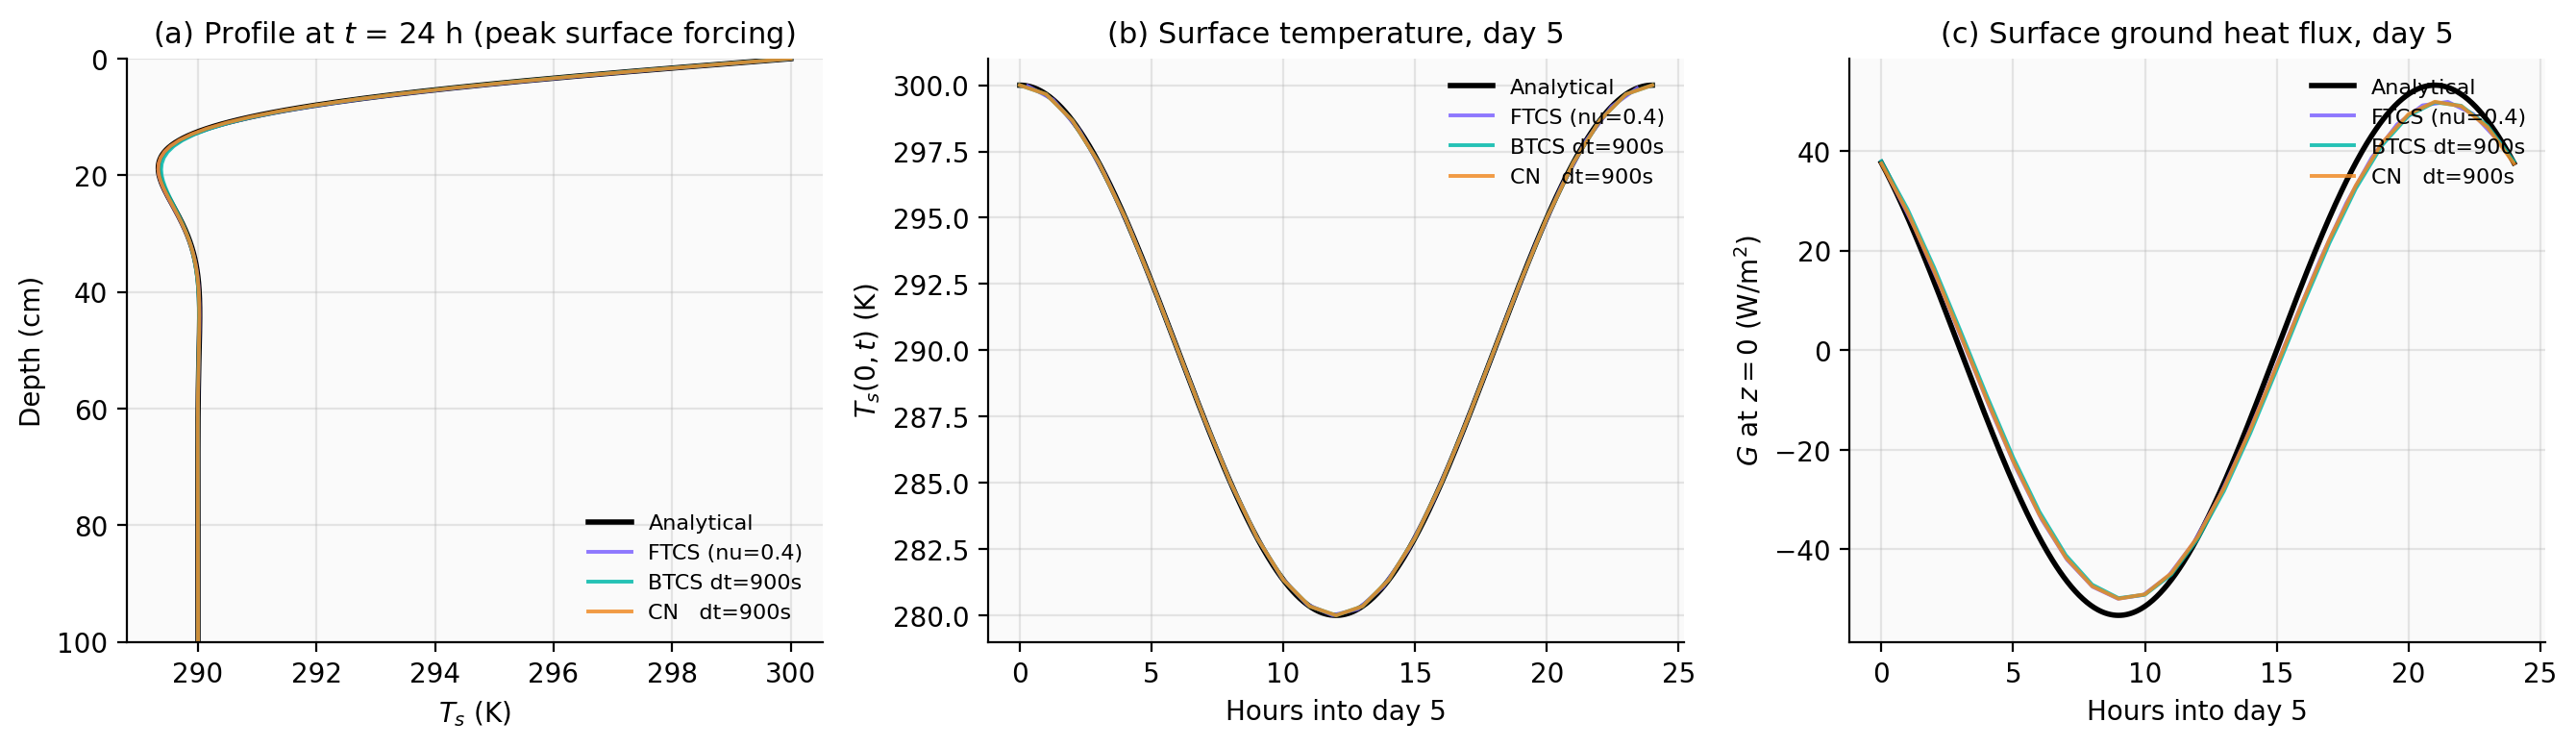 (a) Profile at t = 24 h (peak surface forcing)
0
20
40
60
80
100
Depth (cm)
290
292
294
296
298
300
T_s (K)
Analytical
FTCS (nu=0.4)
BTCS dt=900s
CN dt=900s
(b) Surface temperature, day 5
300.0
297.5
295.0
292.5
290.0
287.5
285.0
282.5
280.0
T_s(0, t) (K)
0
5
10
15
20
25
Hours into day 5
Analytical
FTCS (nu=0.4)
BTCS dt=900s
CN dt=900s
(c) Surface ground heat flux, day 5
40
20
0
−20
−40
G at z = 0 (W/m²)
0
5
10
15
20
25
Hours into day 5
Analytical
FTCS (nu=0.4)
BTCS dt=900s
CN dt=900s